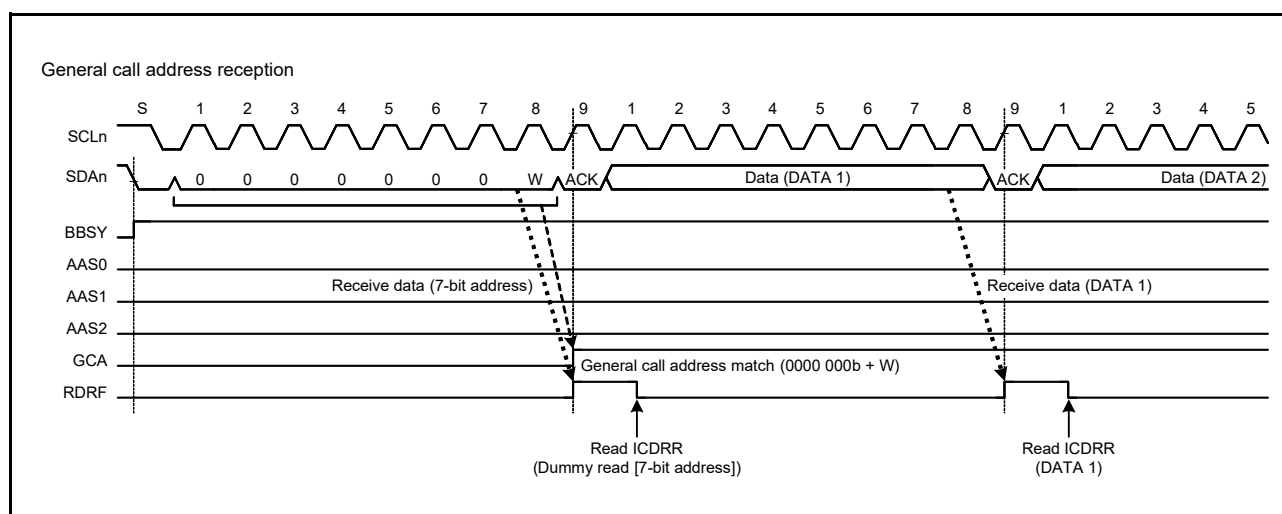 General call address reception
S 1 2 3 4 5 6 7 8 9 1 2 3 4 5 6 7 8 9 1 2 3 4 5
SCLn
SDAn 0 0 0 0 0 0 0 W ACK Data (DATA 1) ACK Data (DATA 2)
BBSY
AAS0
Receive data (7-bit address) Receive data (DATA 1)
AAS1
AAS2
GCA General call address match (0000 000b + W)
RDRF
Read ICDRR Read ICDRR
(Dummy read [7-bit address]) (DATA 1)